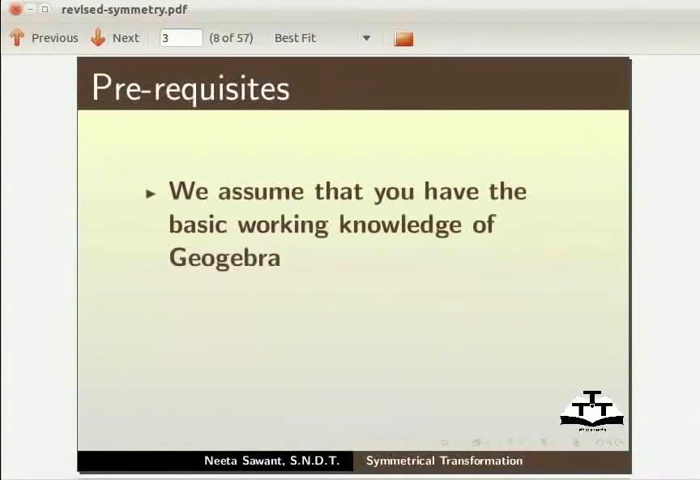 revised-symmetry.pdf
Previous Next 3 (8 of 57) Best Fit
Pre-requisites
We assume that you have the
basic working knowledge of
Geogebra
Neeta Sawant, S.N.D.T. Symmetrical Transformation